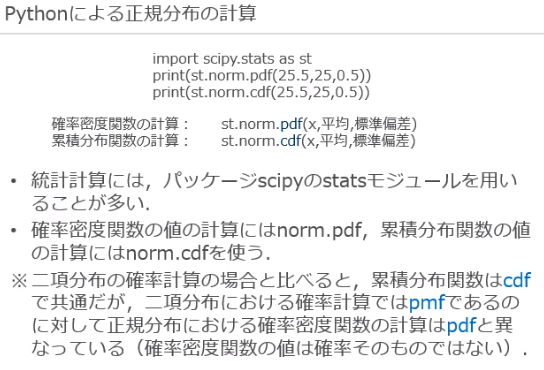 Pythonによる正規分布の計算
import scipy.stats as st
print(st.norm.pdf(25.5,25,0.5))
print(st.norm.cdf(25.5,25,0.5))
確率密度関数の計算： st.norm.pdf(x,平均,標準偏差)
累積分布関数の計算： st.norm.cdf(x,平均,標準偏差)
• 統計計算には，パッケージscipyのstatsモジュールを用い
ることが多い．
• 確率密度関数の値の計算にはnorm.pdf，累積分布関数の値
の計算にはnorm.cdfを使う．
※二項分布の確率計算の場合と比べると，累積分布関数はcdf
で共通だが，二項分布における確率計算ではpmfであるの
に対して正規分布における確率密度関数の計算はpdfと異
なっている（確率密度関数の値は確率そのものではない）．